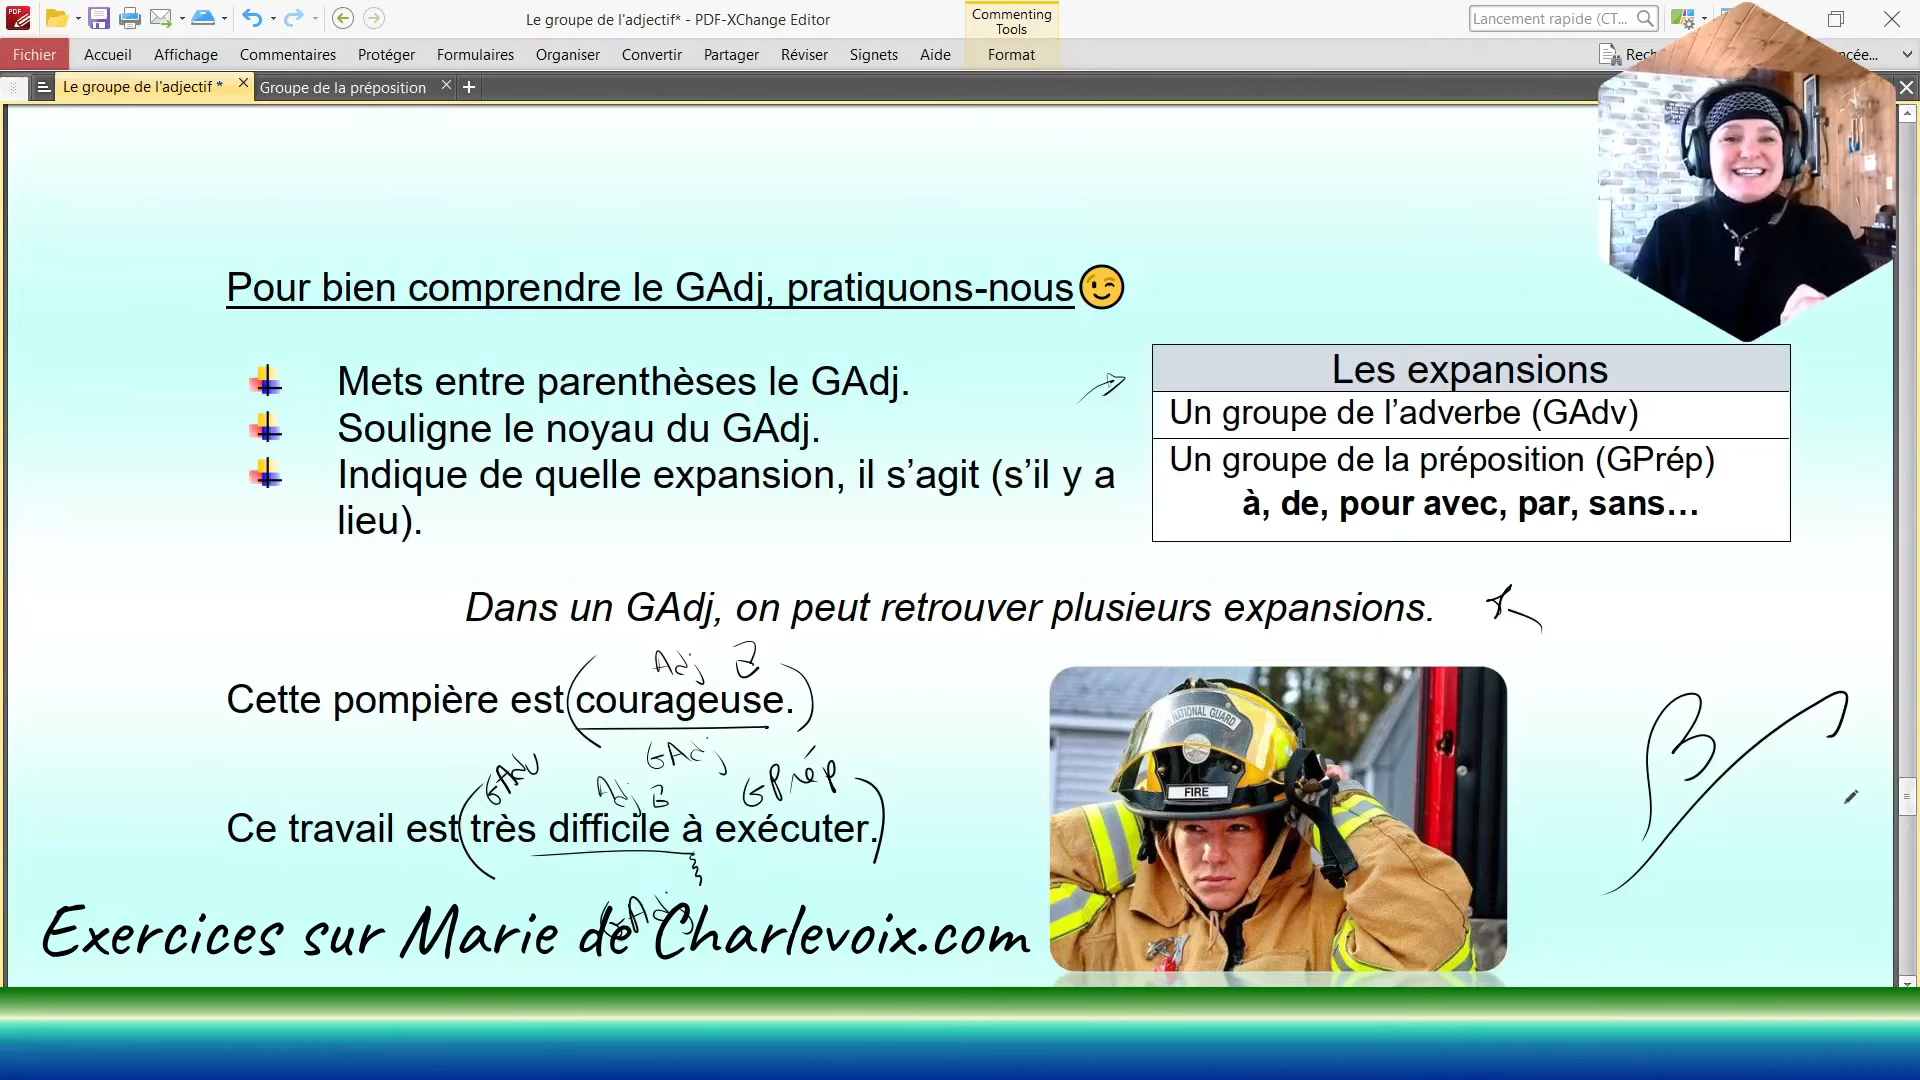 Le groupe de l'adjectif* - PDF-XChange Editor
Commenting Tools
Lancement rapide (CT...
Fichier Accueil Affichage Commentaires Protéger Formulaires Organiser Convertir Partager Réviser Signets Aide Format
Le groupe de l'adjectif * Groupe de la préposition
Pour bien comprendre le GAdj, pratiquons-nous
Mets entre parenthèses le GAdj.
Souligne le noyau du GAdj.
Indique de quelle expansion, il s’agit (s’il y a
lieu).
Les expansions
Un groupe de l’adverbe (GAdv)
Un groupe de la préposition (GPrép)
à, de, pour avec, par, sans…
Dans un GAdj, on peut retrouver plusieurs expansions.
Adj
Cette pompière est (courageuse.)
GAdj
GAdv Adj GPrép
Ce travail est (très difficile à exécuter.)
GAdj
Exercices sur Marie de Charlevoix.com
NATIONAL GUARD
FIRE